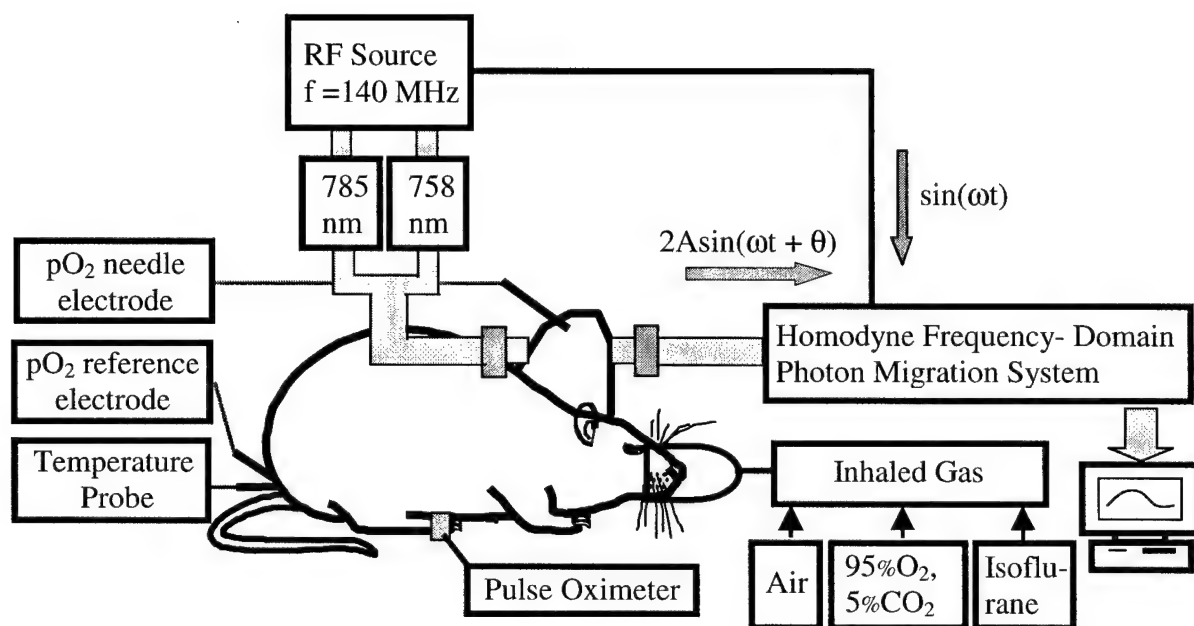 RF Source
f =140 MHz
785
nm
758
nm
sin(ωt)
2Asin(ωt + θ)
pO₂ needle
electrode
pO₂ reference
electrode
Temperature
Probe
Homodyne Frequency- Domain
Photon Migration System
Inhaled Gas
Air
95%O₂,
5%CO₂
Isoflu-
rane
Pulse Oximeter